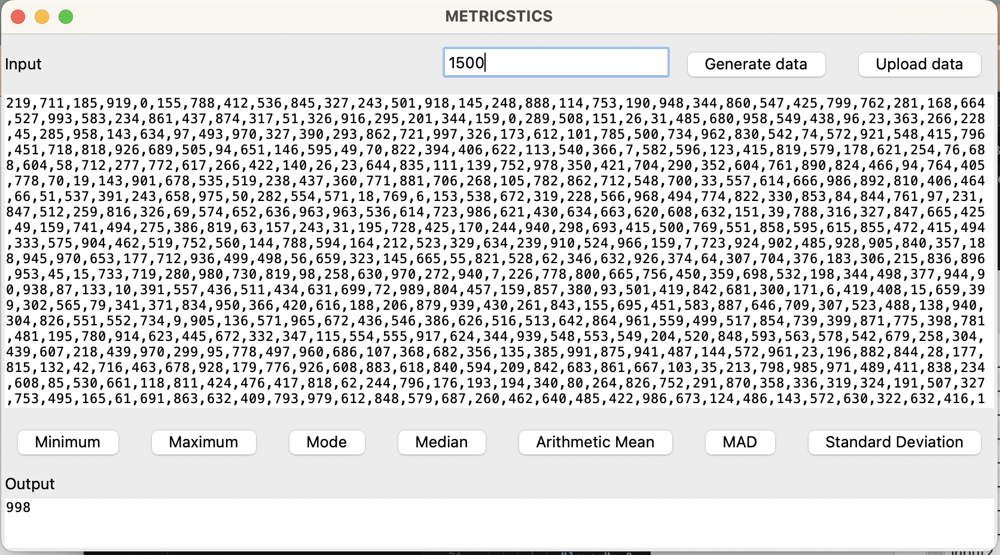 METRICSTICS
Input
1500
Generate data
Upload data
219,711,185,919,0,155,788,412,536,845,327,243,501,918,145,248,888,114,753,190,948,344,860,547,425,799,762,281,168,664
,527,993,583,234,861,437,874,317,51,326,916,295,201,344,159,0,289,508,151,26,31,485,680,958,549,438,96,23,363,266,228
,45,285,958,143,634,97,493,970,327,390,293,862,721,997,326,173,612,101,785,500,734,962,830,542,74,572,921,548,415,796
,451,718,818,926,689,505,94,651,146,595,49,70,822,394,406,622,113,540,366,7,582,596,123,415,819,579,178,621,254,76,68
8,604,58,712,277,772,617,266,422,140,26,23,644,835,111,139,752,978,350,421,704,290,352,604,761,890,824,466,94,764,405
,778,70,19,143,901,678,535,519,238,437,360,771,881,706,268,105,782,862,712,548,700,33,557,614,666,986,892,810,406,464
,66,51,537,391,243,658,975,50,282,554,571,18,769,6,153,538,672,319,228,566,968,494,774,822,330,853,84,844,761,97,231,
847,512,259,816,326,69,574,652,636,963,963,536,614,723,986,621,430,634,663,620,608,632,151,39,788,316,327,847,665,425
,49,159,741,494,275,386,819,63,157,243,31,195,728,425,170,244,940,298,693,415,500,769,551,858,595,615,855,472,415,494
,333,575,904,462,519,752,560,144,788,594,164,212,523,329,634,239,910,524,966,159,7,723,924,902,485,928,905,840,357,18
8,945,970,653,177,712,936,499,498,56,659,323,145,665,55,821,528,62,346,632,926,374,64,307,704,376,183,306,215,836,896
,953,45,15,733,719,280,980,730,819,98,258,630,970,272,940,7,226,778,800,665,756,450,359,698,532,198,344,498,377,944,9
0,938,87,133,10,391,557,436,511,434,631,699,72,989,804,457,159,857,380,93,501,419,842,681,300,171,6,419,408,15,659,39
9,302,565,79,341,371,834,950,366,420,616,188,206,879,939,430,261,843,155,695,451,583,887,646,709,307,523,488,138,940,
304,826,551,552,734,9,905,136,571,965,672,436,546,386,626,516,513,642,864,961,559,499,517,854,739,399,871,775,398,781
,481,195,780,914,623,445,672,332,347,115,554,555,917,624,344,939,548,553,549,204,520,848,593,563,578,542,679,258,304,
439,607,218,439,970,299,95,778,497,960,686,107,368,682,356,135,385,991,875,941,487,144,572,961,23,196,882,844,28,177,
815,132,42,716,463,678,928,179,776,926,608,883,618,840,594,209,842,683,861,667,103,35,213,798,985,971,489,411,838,234
,608,85,530,661,118,811,424,476,417,818,62,244,796,176,193,194,340,80,264,826,752,291,870,358,336,319,324,191,507,327
,753,495,165,61,691,863,632,409,793,979,612,848,579,687,260,462,640,485,422,986,673,124,486,143,572,630,322,632,416,1
Minimum
Maximum
Mode
Median
Arithmetic Mean
MAD
Standard Deviation
Output
998